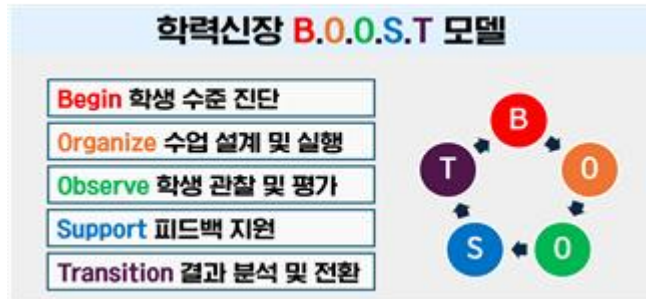 학력신장 B.O.O.S.T 모델
Begin 학생 수준 진단
Organize 수업 설계 및 실행
Observe 학생 관찰 및 평가
Support 피드백 지원
Transition 결과 분석 및 전환
B
O
O
S
T